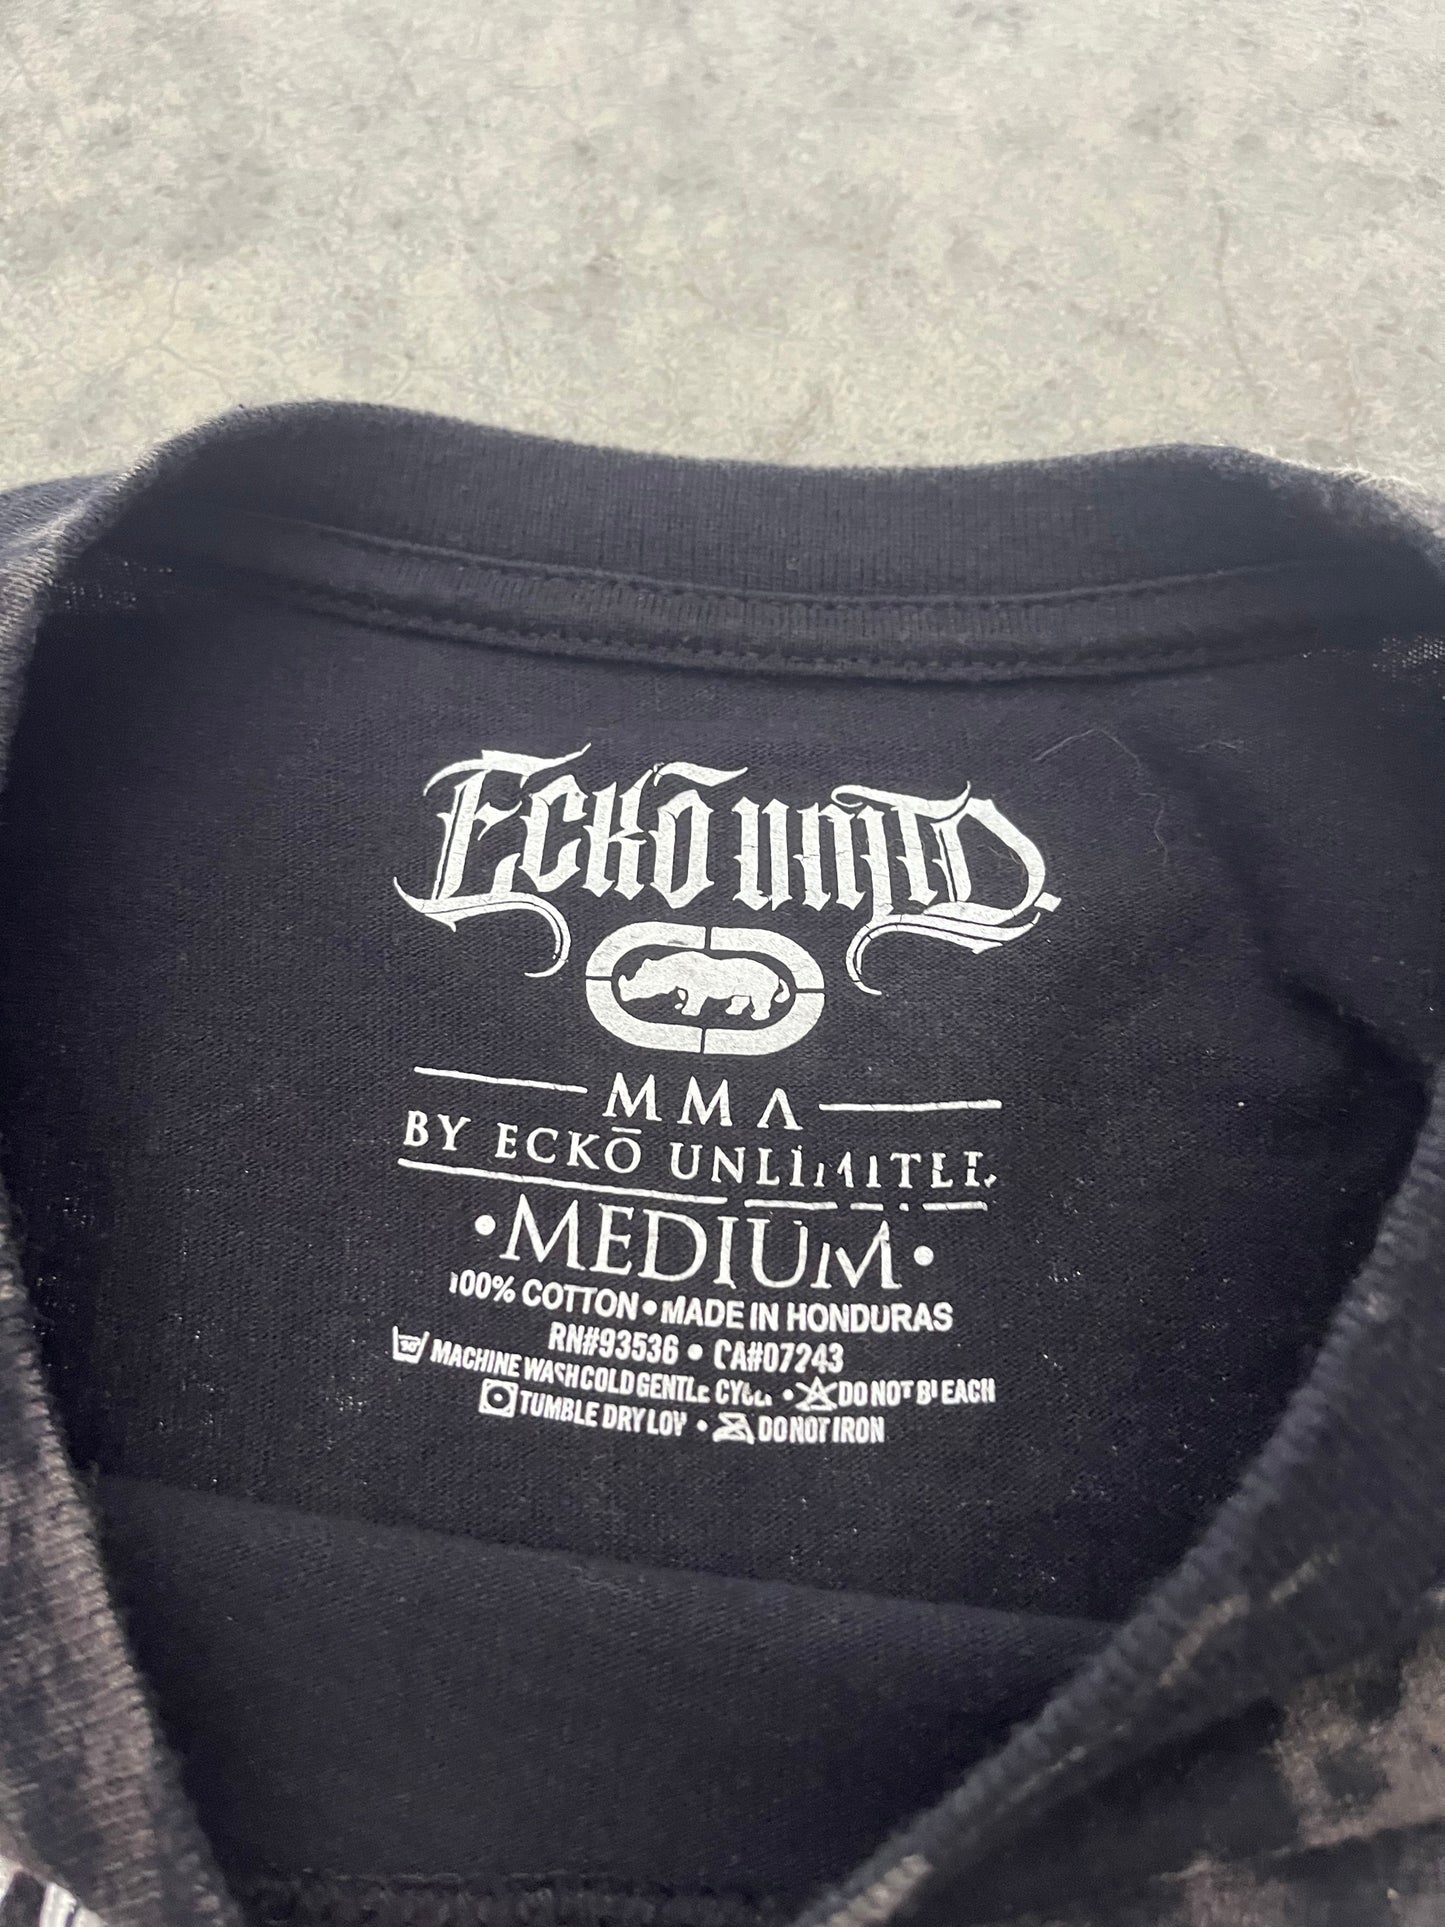 ECKŌ UNLTD.
MMA
BY ECKŌ UNLIMITED
•MEDIUM•
100% COTTON • MADE IN HONDURAS
RN#93536 • CA#07243
30° MACHINE WASH COLD GENTLE CYCLE • DO NOT BLEACH
TUMBLE DRY LOW • DO NOT IRON